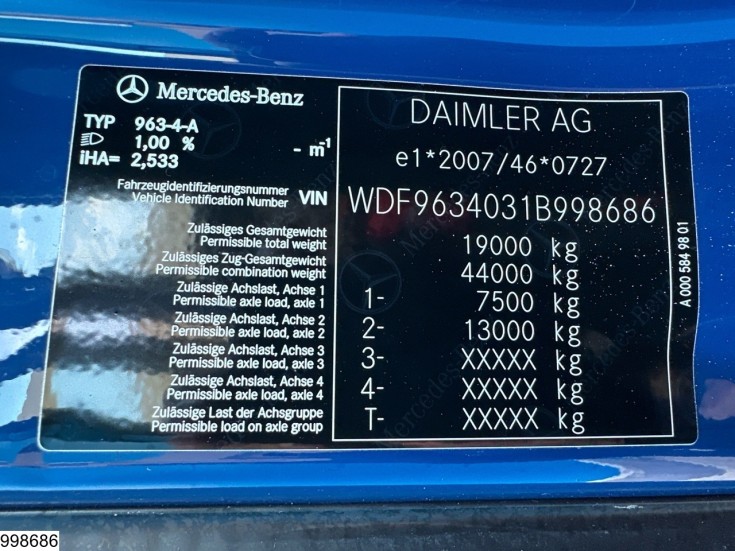 Mercedes-Benz
TYP 963-4-A
1,00 % - m-1
iHA= 2,533
DAIMLER AG
e1*2007/46*0727
Fahrzeugidentifizierungsnummer
Vehicle Identification Number VIN WDF9634031B998686
Zulässiges Gesamtgewicht
Permissible total weight 19000 kg
Zulässiges Zug-Gesamtgewicht
Permissible combination weight 44000 kg
Zulässige Achslast, Achse 1
Permissible axle load, axle 1 1- 7500 kg
Zulässige Achslast, Achse 2
Permissible axle load, axle 2 2- 13000 kg
Zulässige Achslast, Achse 3
Permissible axle load, axle 3 3- XXXXX kg
Zulässige Achslast, Achse 4
Permissible axle load, axle 4 4- XXXXX kg
Zulässige Last der Achsgruppe
Permissible load on axle group T- XXXXX kg
A 000 584 98 01
998686